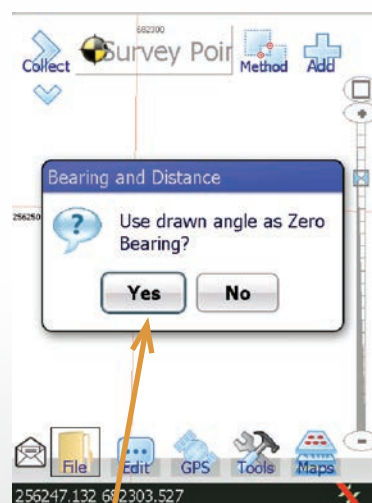 682300
Collect
Survey Poir
Method
Add
Bearing and Distance
256250
Use drawn angle as Zero
Bearing?
Yes
No
File
Edit
GPS
Tools
Maps
256247.132 682303.527